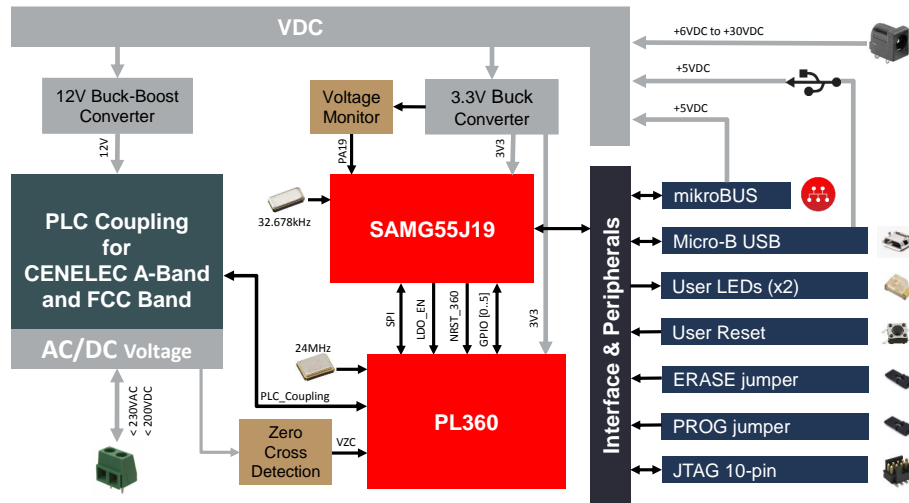 VDC
+6VDC to +30VDC
+5VDC
+5VDC
12V Buck-Boost
Converter
Voltage
Monitor
3.3V Buck
Converter
12V
PA19
3V3
32.678kHz
PLC Coupling
for
CENELEC A-Band
and FCC Band
AC/DC Voltage
SAMG55J19
SPI
LDO_EN
NRST_360
GPIO [0..5]
3V3
24MHz
PLC_Coupling
PL360
< 230VAC
< 200VDC
Zero
Cross
Detection
VZC
Interface & Peripherals
mikroBUS
Micro-B USB
User LEDs (x2)
User Reset
ERASE jumper
PROG jumper
JTAG 10-pin